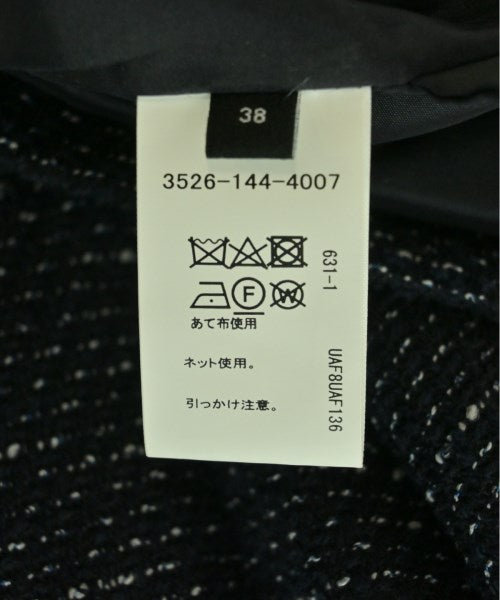 38
3526-144-4007
631-1
F W
あて布使用
ネット使用。
引っかけ注意。
UAF8UAF136